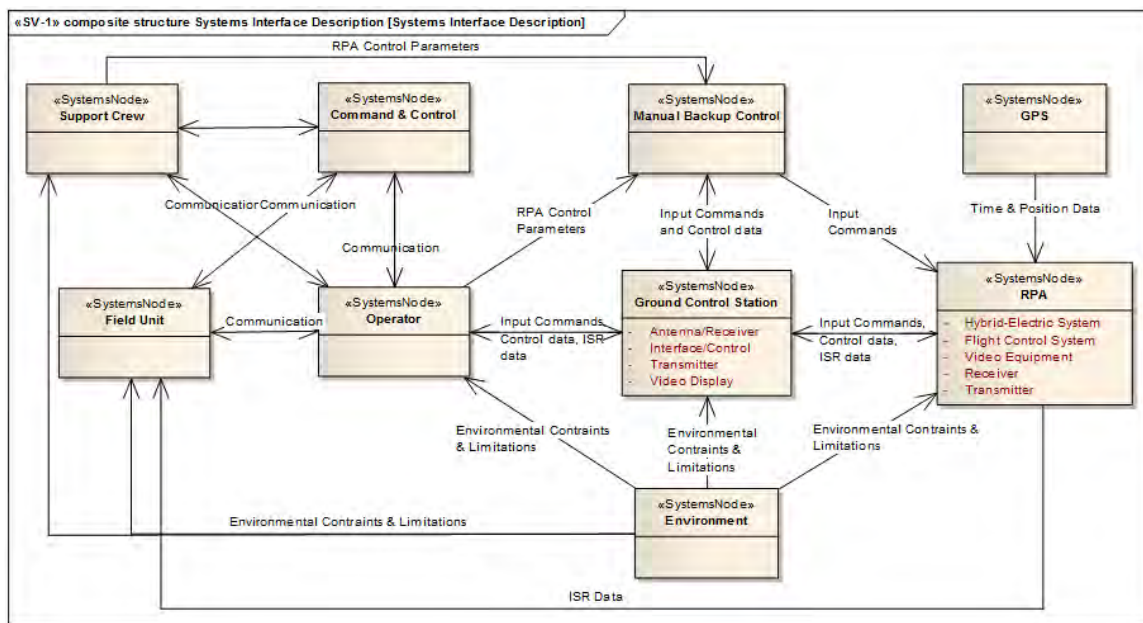 «SV-1» composite structure Systems Interface Description [Systems Interface Description]
RPA Control Parameters
«SystemsNode»
Support Crew
«SystemsNode»
Command & Control
«SystemsNode»
Manual Backup Control
«SystemsNode»
GPS
Communication
Communication
RPA Control
Parameters
Input Commands
and Control data
Input
Commands
Time & Position Data
Communication
«SystemsNode»
Field Unit
Communication
«SystemsNode»
Operator
Input Commands,
Control data, ISR
data
«SystemsNode»
Ground Control Station
- Antenna/Receiver
- Interface/Control
- Transmitter
- Video Display
Input Commands,
Control data,
ISR data
«SystemsNode»
RPA
- Hybrid-Electric System
- Flight Control System
- Video Equipment
- Receiver
- Transmitter
Environmental Contraints
& Limitations
Environmental
Contraints &
Limitations
Environmental Contraints &
Limitations
«SystemsNode»
Environment
Environmental Contraints & Limitations
ISR Data